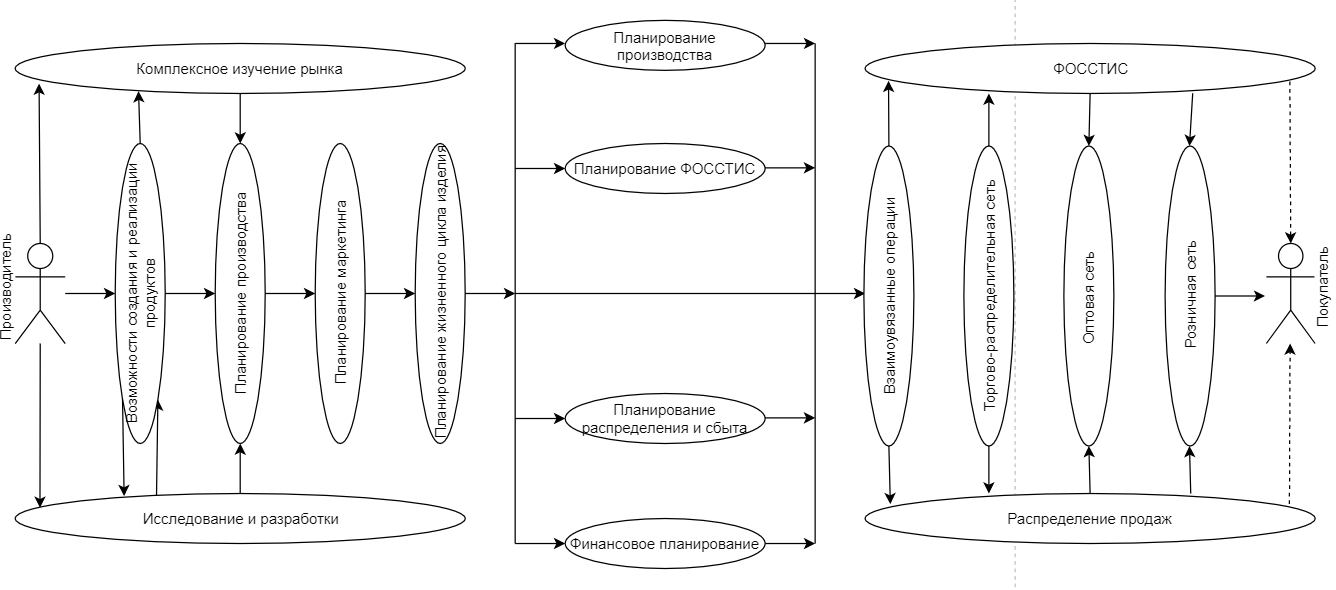 Производитель
Комплексное изучение рынка
Возможности создания и реализации
продуктов
Планирование производства
Планирование маркетинга
Планирование жизненного цикла изделия
Исследование и разработки
Планирование
производства
Планирование ФОССТИС
Планирование
распределения и сбыта
Финансовое планирование
ФОССТИС
Взаимоувязанные операции
Торгово-распределительная сеть
Оптовая сеть
Розничная сеть
Распределение продаж
Покупатель